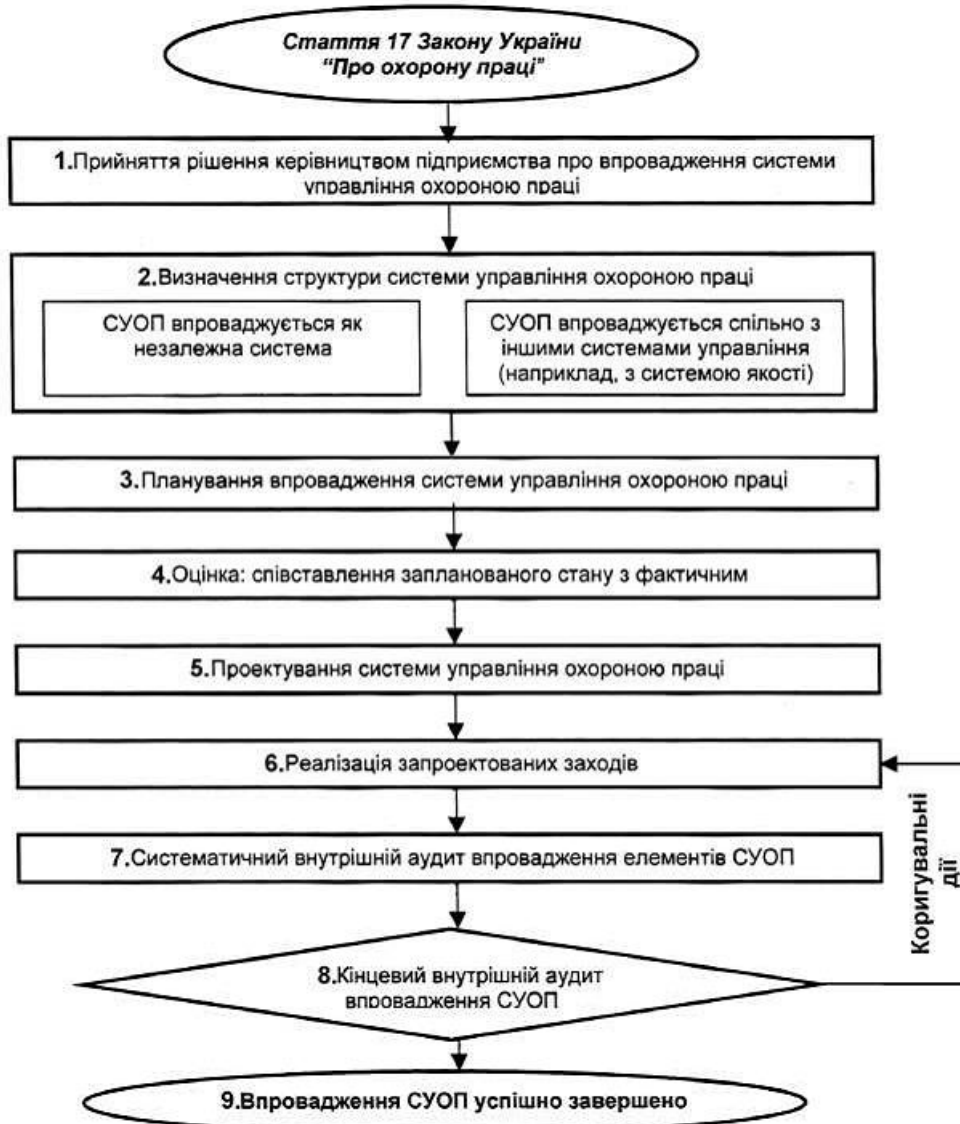 Стаття 17 Закону України
“Про охорону праці”
1.Прийняття рішення керівництвом підприємства про впровадження системи
управління охороною праці
2.Визначення структури системи управління охороною праці
СУОП впроваджується як
незалежна система
СУОП впроваджується спільно з
іншими системами управління
(наприклад, з системою якості)
3.Планування впровадження системи управління охороною праці
4.Оцінка: співставлення запланованого стану з фактичним
5.Проектування системи управління охороною праці
6.Реалізація запроектованих заходів
Коригувальні
дії
7.Систематичний внутрішній аудит впровадження елементів СУОП
8.Кінцевий внутрішній аудит
впровадження СУОП
9.Впровадження СУОП успішно завершено